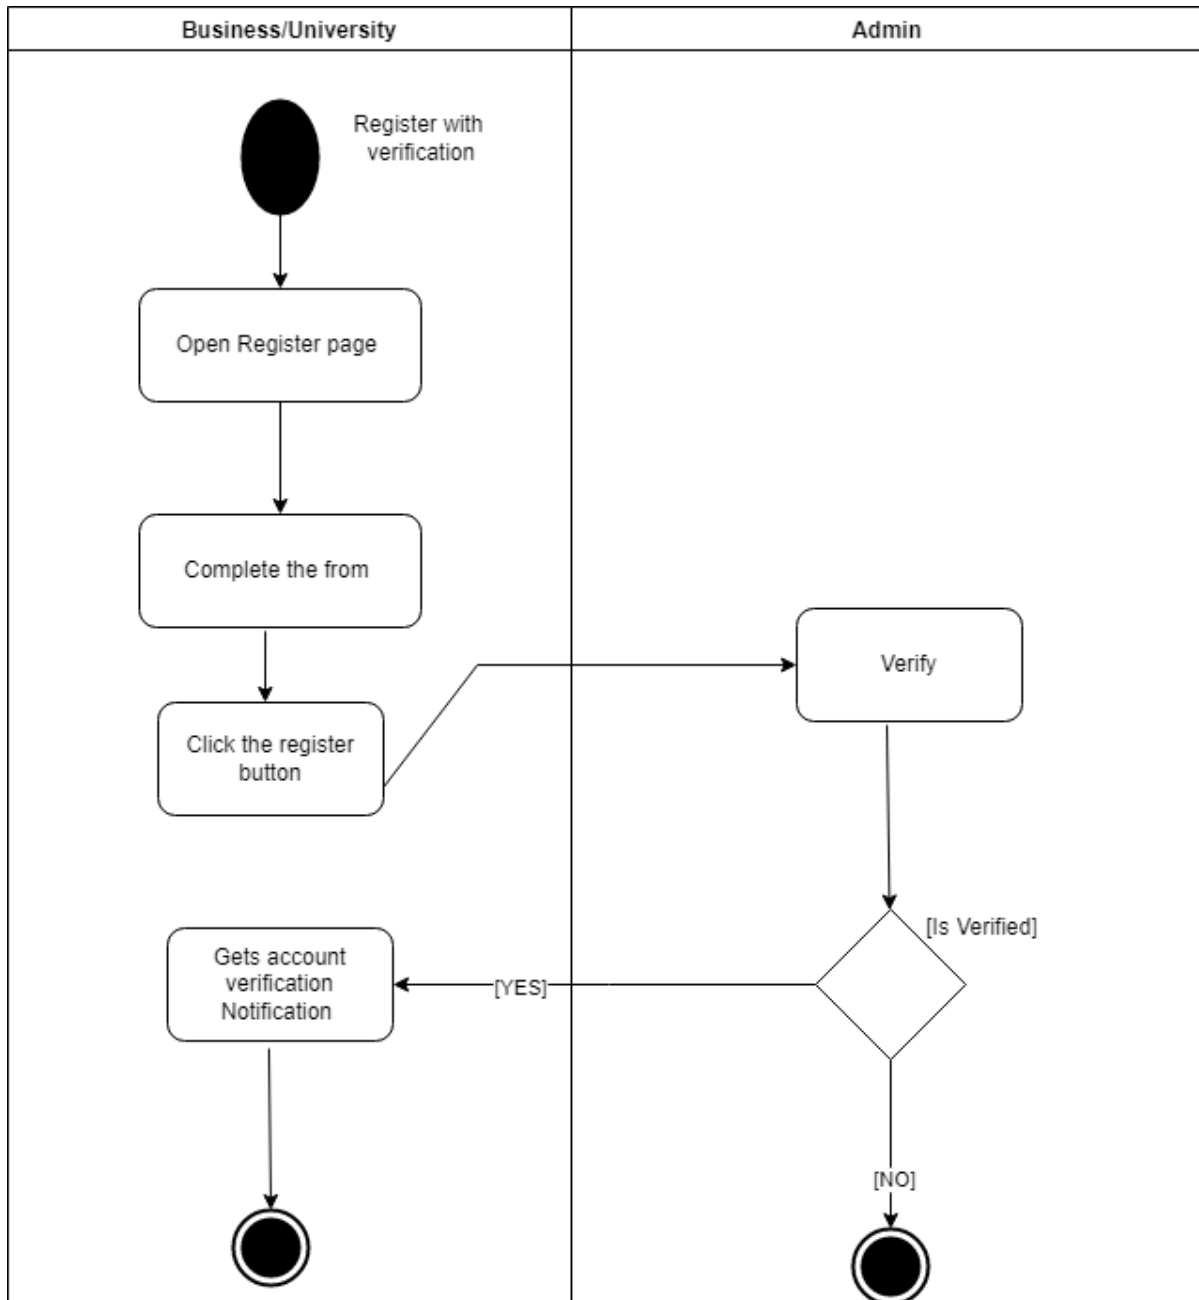 Business/University
Admin
Register with
verification
Open Register page
Complete the from
Verify
Click the register
button
[Is Verified]
Gets account
verification
Notification
[YES]
[NO]